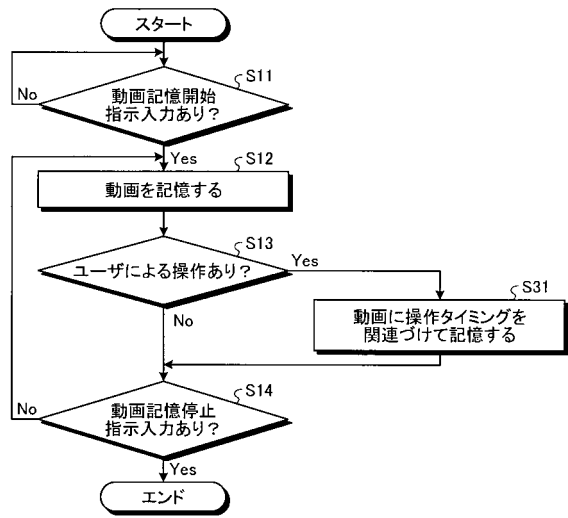 スタート
S11
動画記憶開始
指示入力あり？
No
Yes
S12
動画を記憶する
S13
ユーザによる操作あり？
Yes
No
S31
動画に操作タイミングを
関連づけて記憶する
S14
動画記憶停止
指示入力あり？
No
Yes
エンド